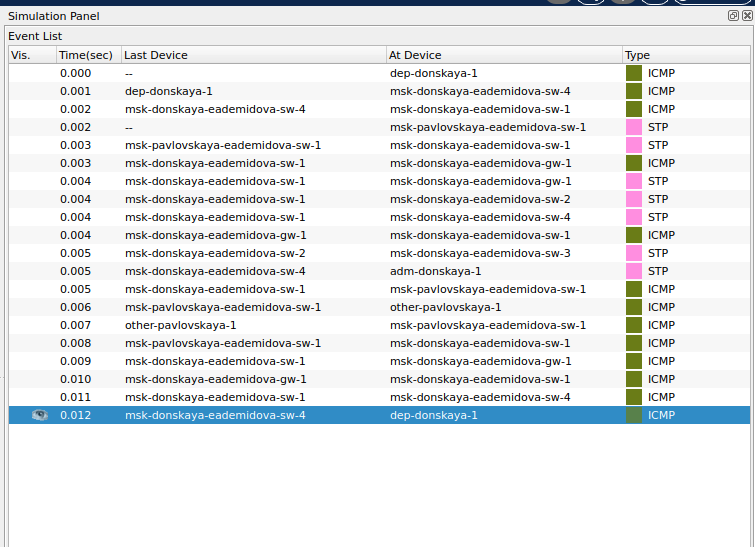 Simulation Panel
Event List
Vis. Time(sec) Last Device At Device Type
0.000 -- dep-donskaya-1 ICMP
0.001 dep-donskaya-1 msk-donskaya-eademidova-sw-4 ICMP
0.002 msk-donskaya-eademidova-sw-4 msk-donskaya-eademidova-sw-1 ICMP
0.002 -- msk-pavlovskaya-eademidova-sw-1 STP
0.003 msk-pavlovskaya-eademidova-sw-1 msk-donskaya-eademidova-sw-1 STP
0.003 msk-donskaya-eademidova-sw-1 msk-donskaya-eademidova-gw-1 ICMP
0.004 msk-donskaya-eademidova-sw-1 msk-donskaya-eademidova-gw-1 STP
0.004 msk-donskaya-eademidova-sw-1 msk-donskaya-eademidova-sw-2 STP
0.004 msk-donskaya-eademidova-sw-1 msk-donskaya-eademidova-sw-4 STP
0.004 msk-donskaya-eademidova-gw-1 msk-donskaya-eademidova-sw-1 ICMP
0.005 msk-donskaya-eademidova-sw-2 msk-donskaya-eademidova-sw-3 STP
0.005 msk-donskaya-eademidova-sw-4 adm-donskaya-1 STP
0.005 msk-donskaya-eademidova-sw-1 msk-pavlovskaya-eademidova-sw-1 ICMP
0.006 msk-pavlovskaya-eademidova-sw-1 other-pavlovskaya-1 ICMP
0.007 other-pavlovskaya-1 msk-pavlovskaya-eademidova-sw-1 ICMP
0.008 msk-pavlovskaya-eademidova-sw-1 msk-donskaya-eademidova-sw-1 ICMP
0.009 msk-donskaya-eademidova-sw-1 msk-donskaya-eademidova-gw-1 ICMP
0.010 msk-donskaya-eademidova-gw-1 msk-donskaya-eademidova-sw-1 ICMP
0.011 msk-donskaya-eademidova-sw-1 msk-donskaya-eademidova-sw-4 ICMP
0.012 msk-donskaya-eademidova-sw-4 dep-donskaya-1 ICMP